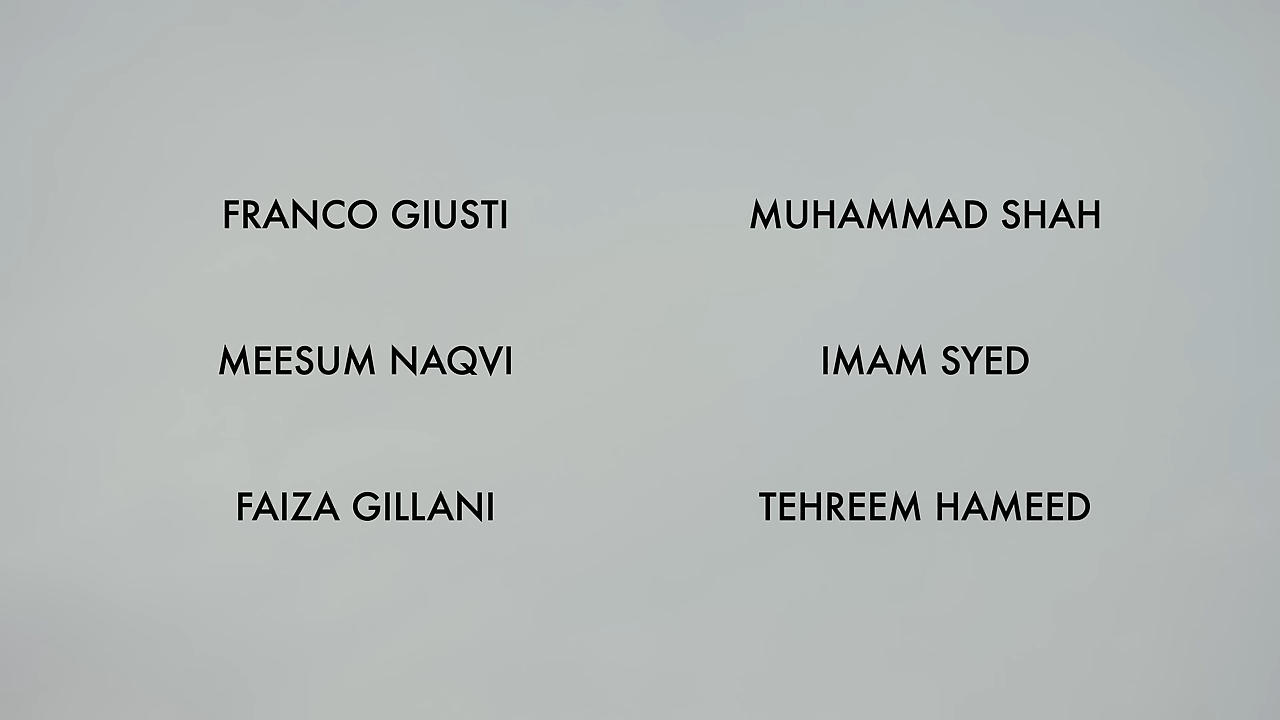 FRANCO GIUSTI
MUHAMMAD SHAH
MEESUM NAQVI
IMAM SYED
FAIZA GILLANI
TEHREEM HAMEED